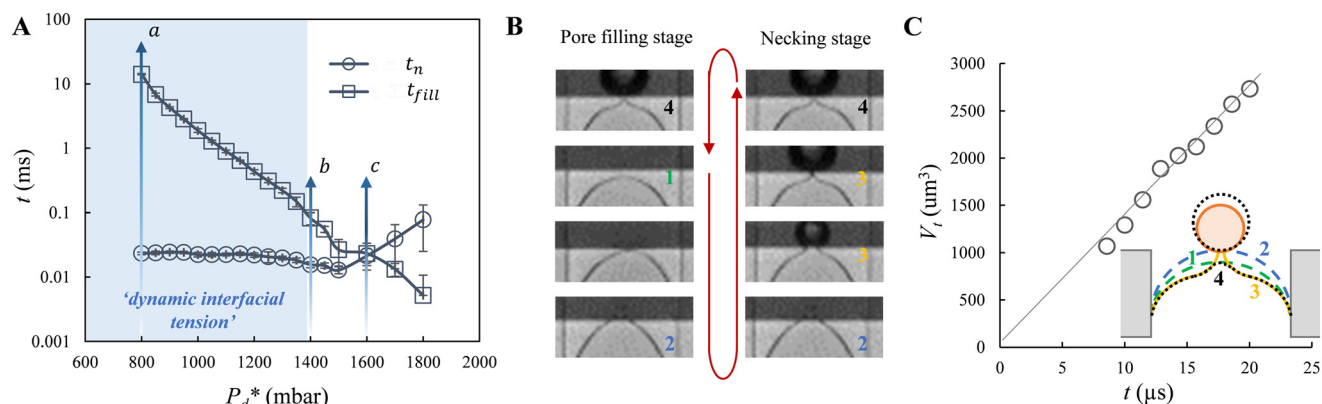 A
t (ms)
100
10
1
0.1
0.01
0.001
a
b
c
tₙ
t_fill
'dynamic interfacial
tension'
600
800
1000
1200
1400
1600
1800
2000
P_d* (mbar)
B
Pore filling stage
Necking stage
4
4
1
3
3
2
2
C
Vₜ (um³)
3000
2500
2000
1500
1000
500
0
1
2
3
4
0
5
10
15
20
25
t (μs)